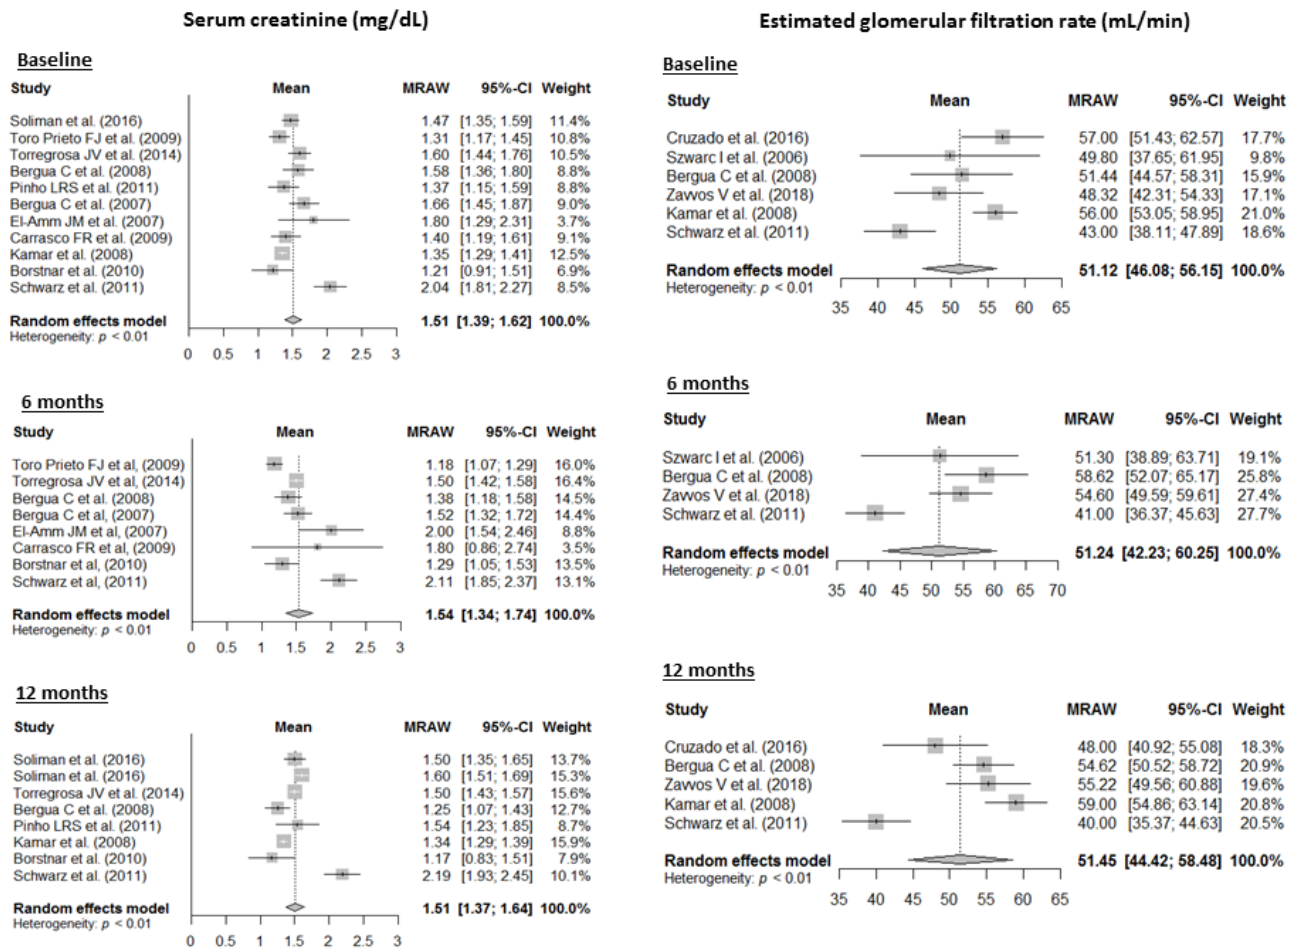 Serum creatinine (mg/dL)
Baseline
Study Mean MRAW 95%-CI Weight
Soliman et al. (2016) 1.47 [1.35; 1.59] 11.4%
Toro Prieto FJ et al. (2009) 1.31 [1.17; 1.45] 10.8%
Torregrosa JV et al. (2014) 1.60 [1.44; 1.76] 10.5%
Bergua C et al. (2008) 1.58 [1.36; 1.80] 8.8%
Pinho LRS et al. (2011) 1.37 [1.15; 1.59] 8.8%
Bergua C et al. (2007) 1.66 [1.45; 1.87] 9.0%
El-Amm JM et al. (2007) 1.80 [1.29; 2.31] 3.7%
Carrasco FR et al. (2009) 1.40 [1.19; 1.61] 9.1%
Kamar et al. (2008) 1.35 [1.29; 1.41] 12.5%
Borstnar et al. (2010) 1.21 [0.91; 1.51] 6.9%
Schwarz et al. (2011) 2.04 [1.81; 2.27] 8.5%
Random effects model 1.51 [1.39; 1.62] 100.0%
Heterogeneity: p < 0.01
0 0.5 1 1.5 2 2.5 3
6 months
Study Mean MRAW 95%-CI Weight
Toro Prieto FJ et al, (2009) 1.18 [1.07; 1.29] 16.0%
Torregrosa JV et al, (2014) 1.50 [1.42; 1.58] 16.4%
Bergua C et al, (2008) 1.38 [1.18; 1.58] 14.5%
Bergua C et al, (2007) 1.52 [1.32; 1.72] 14.4%
El-Amm JM et al, (2007) 2.00 [1.54; 2.46] 8.8%
Carrasco FR et al, (2009) 1.80 [0.86; 2.74] 3.5%
Borstnar et al, (2010) 1.29 [1.05; 1.53] 13.5%
Schwarz et al, (2011) 2.11 [1.85; 2.37] 13.1%
Random effects model 1.54 [1.34; 1.74] 100.0%
Heterogeneity: p < 0.01
0 0.5 1 1.5 2 2.5 3
12 months
Study Mean MRAW 95%-CI Weight
Soliman et al. (2016) 1.50 [1.35; 1.65] 13.7%
Soliman et al. (2016) 1.60 [1.51; 1.69] 15.3%
Torregrosa JV et al. (2014) 1.50 [1.43; 1.57] 15.6%
Bergua C et al. (2008) 1.25 [1.07; 1.43] 12.7%
Pinho LRS et al. (2011) 1.54 [1.23; 1.85] 8.7%
Kamar et al. (2008) 1.34 [1.29; 1.39] 15.9%
Borstnar et al. (2010) 1.17 [0.83; 1.51] 7.9%
Schwarz et al. (2011) 2.19 [1.93; 2.45] 10.1%
Random effects model 1.51 [1.37; 1.64] 100.0%
Heterogeneity: p < 0.01
0 0.5 1 1.5 2 2.5 3
Estimated glomerular filtration rate (mL/min)
Baseline
Study Mean MRAW 95%-CI Weight
Cruzado et al. (2016) 57.00 [51.43; 62.57] 17.7%
Szwarc I et al. (2006) 49.80 [37.65; 61.95] 9.8%
Bergua C et al. (2008) 51.44 [44.57; 58.31] 15.9%
Zavvos V et al. (2018) 48.32 [42.31; 54.33] 17.1%
Kamar et al. (2008) 56.00 [53.05; 58.95] 21.0%
Schwarz et al. (2011) 43.00 [38.11; 47.89] 18.6%
Random effects model 51.12 [46.08; 56.15] 100.0%
Heterogeneity: p < 0.01
35 40 45 50 55 60 65
6 months
Study Mean MRAW 95%-CI Weight
Szwarc I et al. (2006) 51.30 [38.89; 63.71] 19.1%
Bergua C et al. (2008) 58.62 [52.07; 65.17] 25.8%
Zavvos V et al. (2018) 54.60 [49.59; 59.61] 27.4%
Schwarz et al. (2011) 41.00 [36.37; 45.63] 27.7%
Random effects model 51.24 [42.23; 60.25] 100.0%
Heterogeneity: p < 0.01
35 40 45 50 55 60 65 70
12 months
Study Mean MRAW 95%-CI Weight
Cruzado et al. (2016) 48.00 [40.92; 55.08] 18.3%
Bergua C et al. (2008) 54.62 [50.52; 58.72] 20.9%
Zavvos V et al. (2018) 55.22 [49.56; 60.88] 19.6%
Kamar et al. (2008) 59.00 [54.86; 63.14] 20.8%
Schwarz et al. (2011) 40.00 [35.37; 44.63] 20.5%
Random effects model 51.45 [44.42; 58.48] 100.0%
Heterogeneity: p < 0.01
35 40 45 50 55 60 65